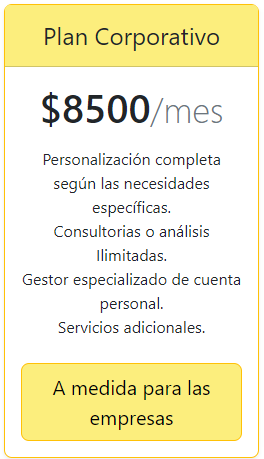 Plan Corporativo
$8500/mes
Personalización completa
según las necesidades
específicas.
Consultorias o análisis
Ilimitadas.
Gestor especializado de cuenta
personal.
Servicios adicionales.
A medida para las
empresas